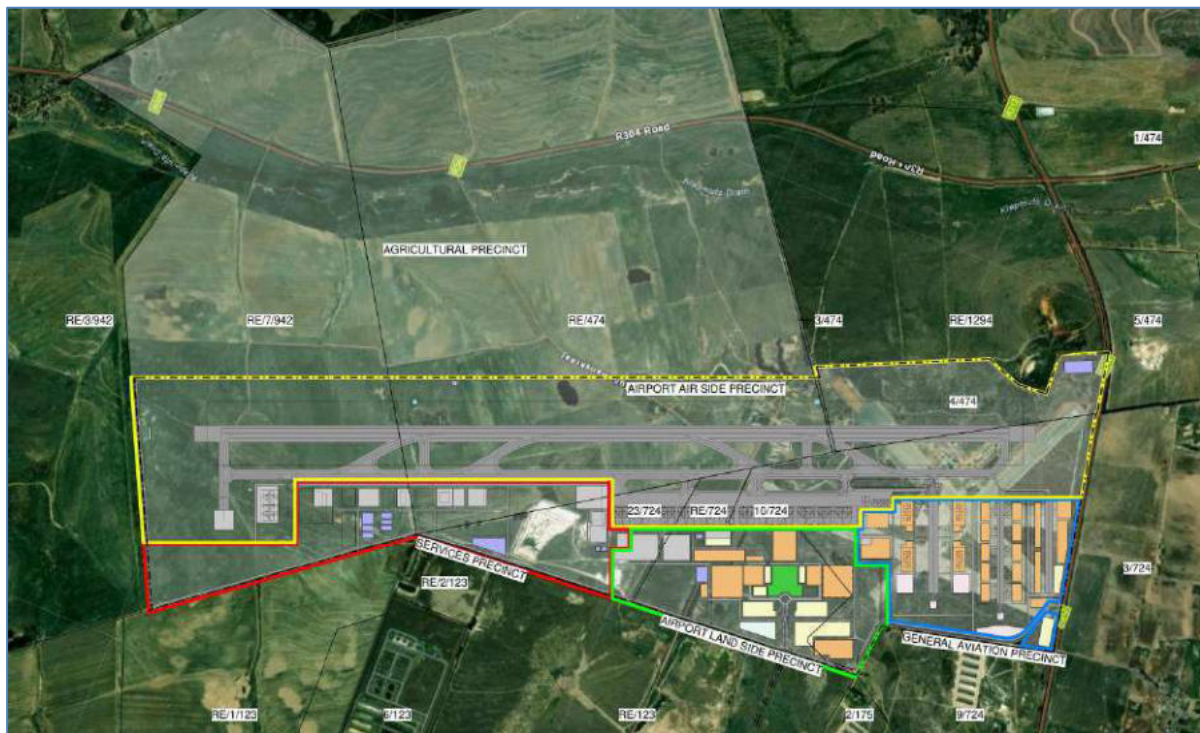 R304 Road
1/474
R304 Road
AGRICULTURAL PRECINCT
RE/3/942
RE/7/942
RE/474
3/474
RE/1294
5/474
AIRPORT AIR SIDE PRECINCT
4/474
23/724
RE/724
10/724
SERVICES PRECINCT
RE/2/123
3/724
AIRPORT LAND SIDE PRECINCT
GENERAL AVIATION PRECINCT
RE/1/123
6/123
RE/123
2/175
9/724